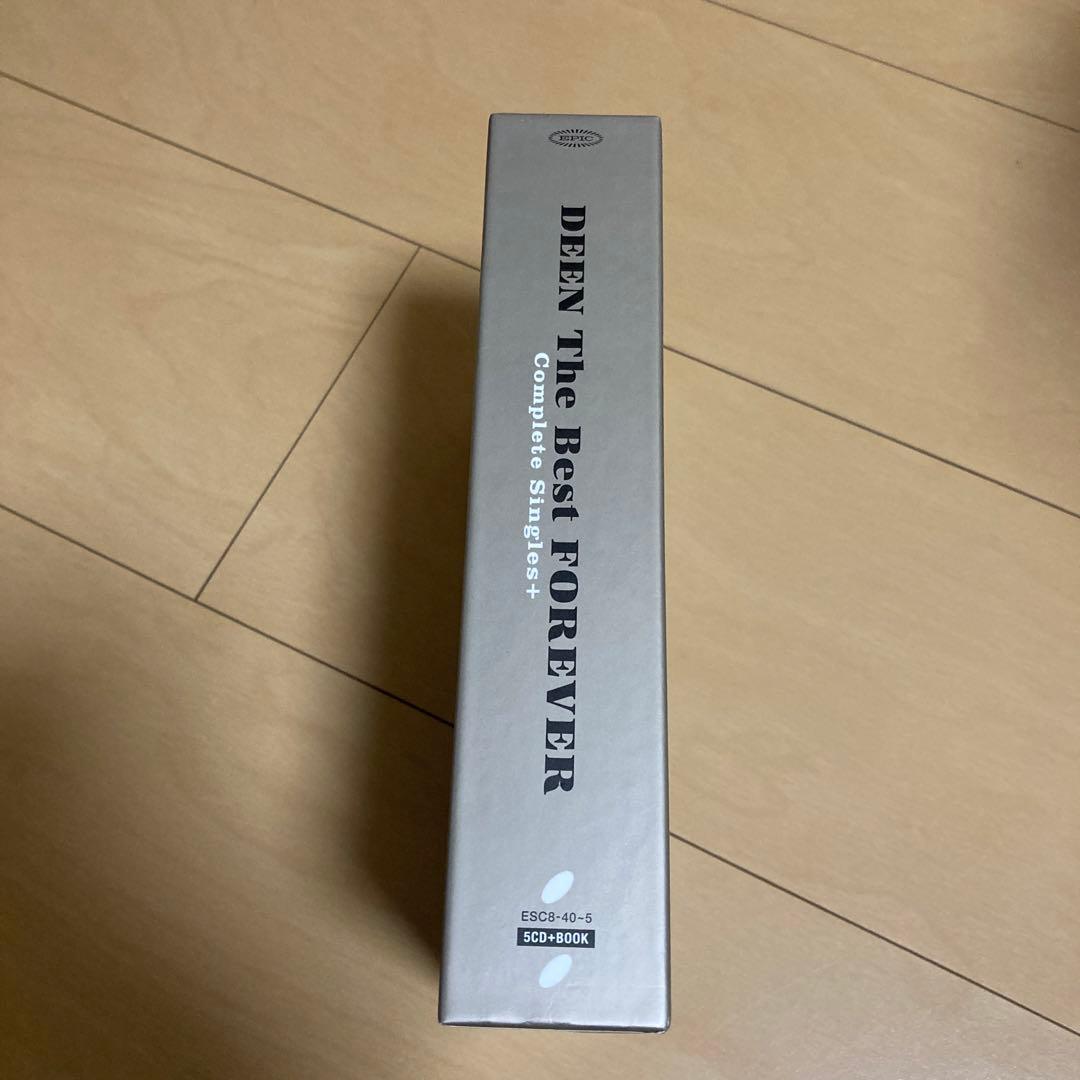 EPIC
DEEN The Best FOREVER
Complete Singles+
ESC8-40~5
5CD+BOOK